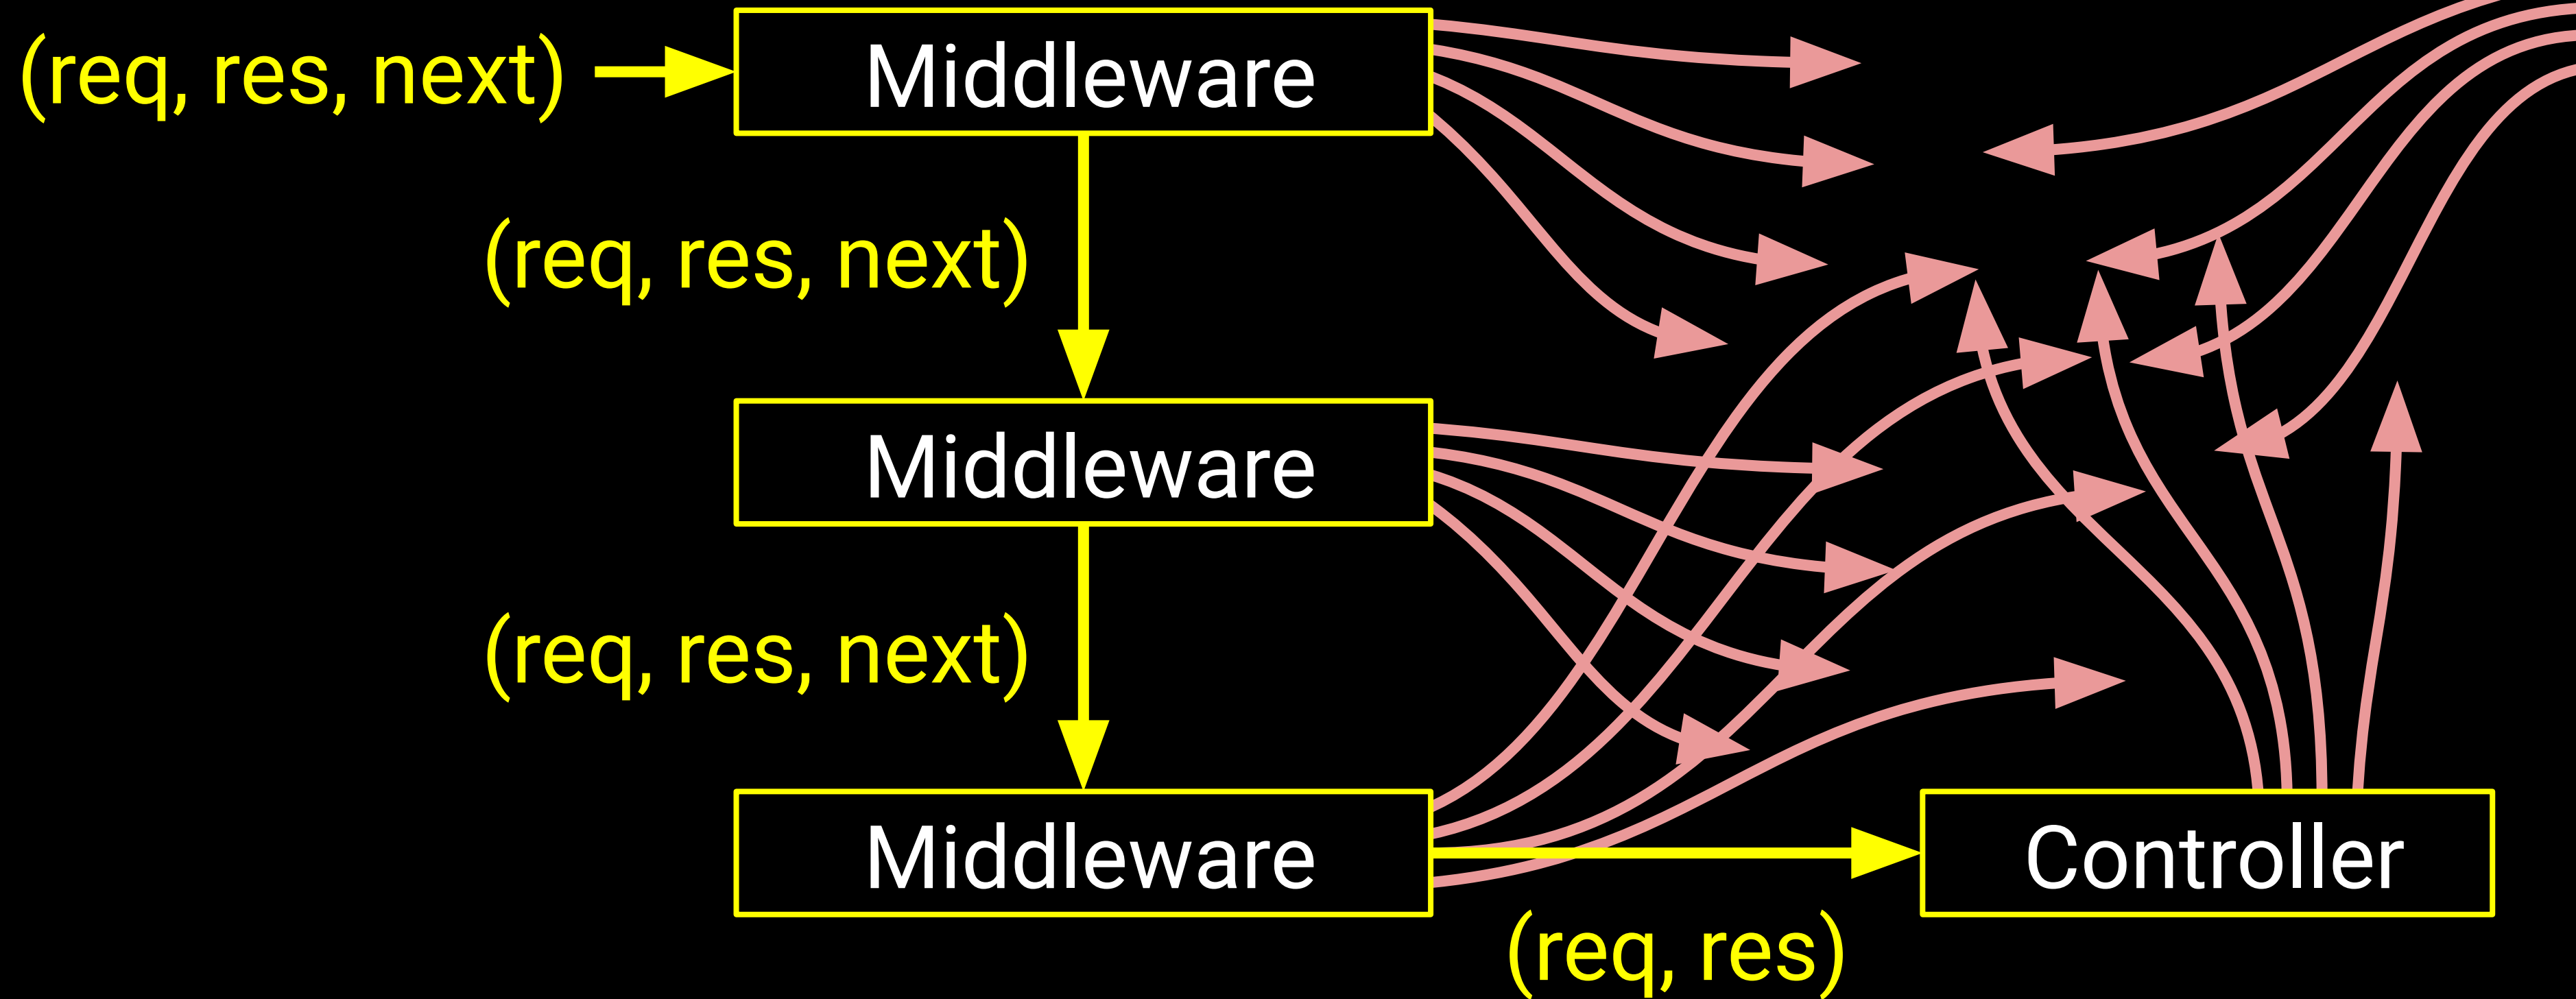 (req, res, next)
Middleware
(req, res, next)
Middleware
(req, res, next)
Middleware
Controller
(req, res)